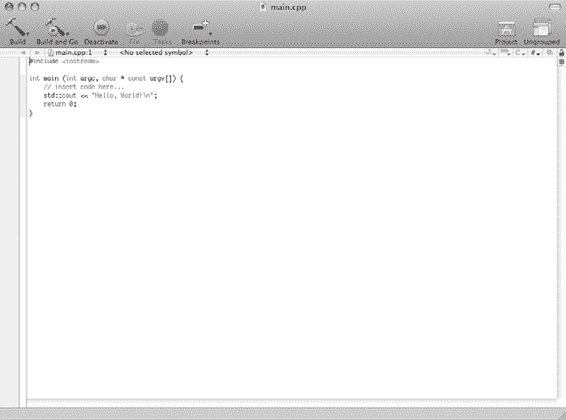 main.cpp
Build Build and Go Deactivate Fix Tasks Breakpoints Project Ungrouped
main.cpp:1 <No selected symbol>
#include <iostream>
int main (int argc, char * const argv[]) {
// insert code here...
std::cout << "Hello, World!\n";
return 0;
}